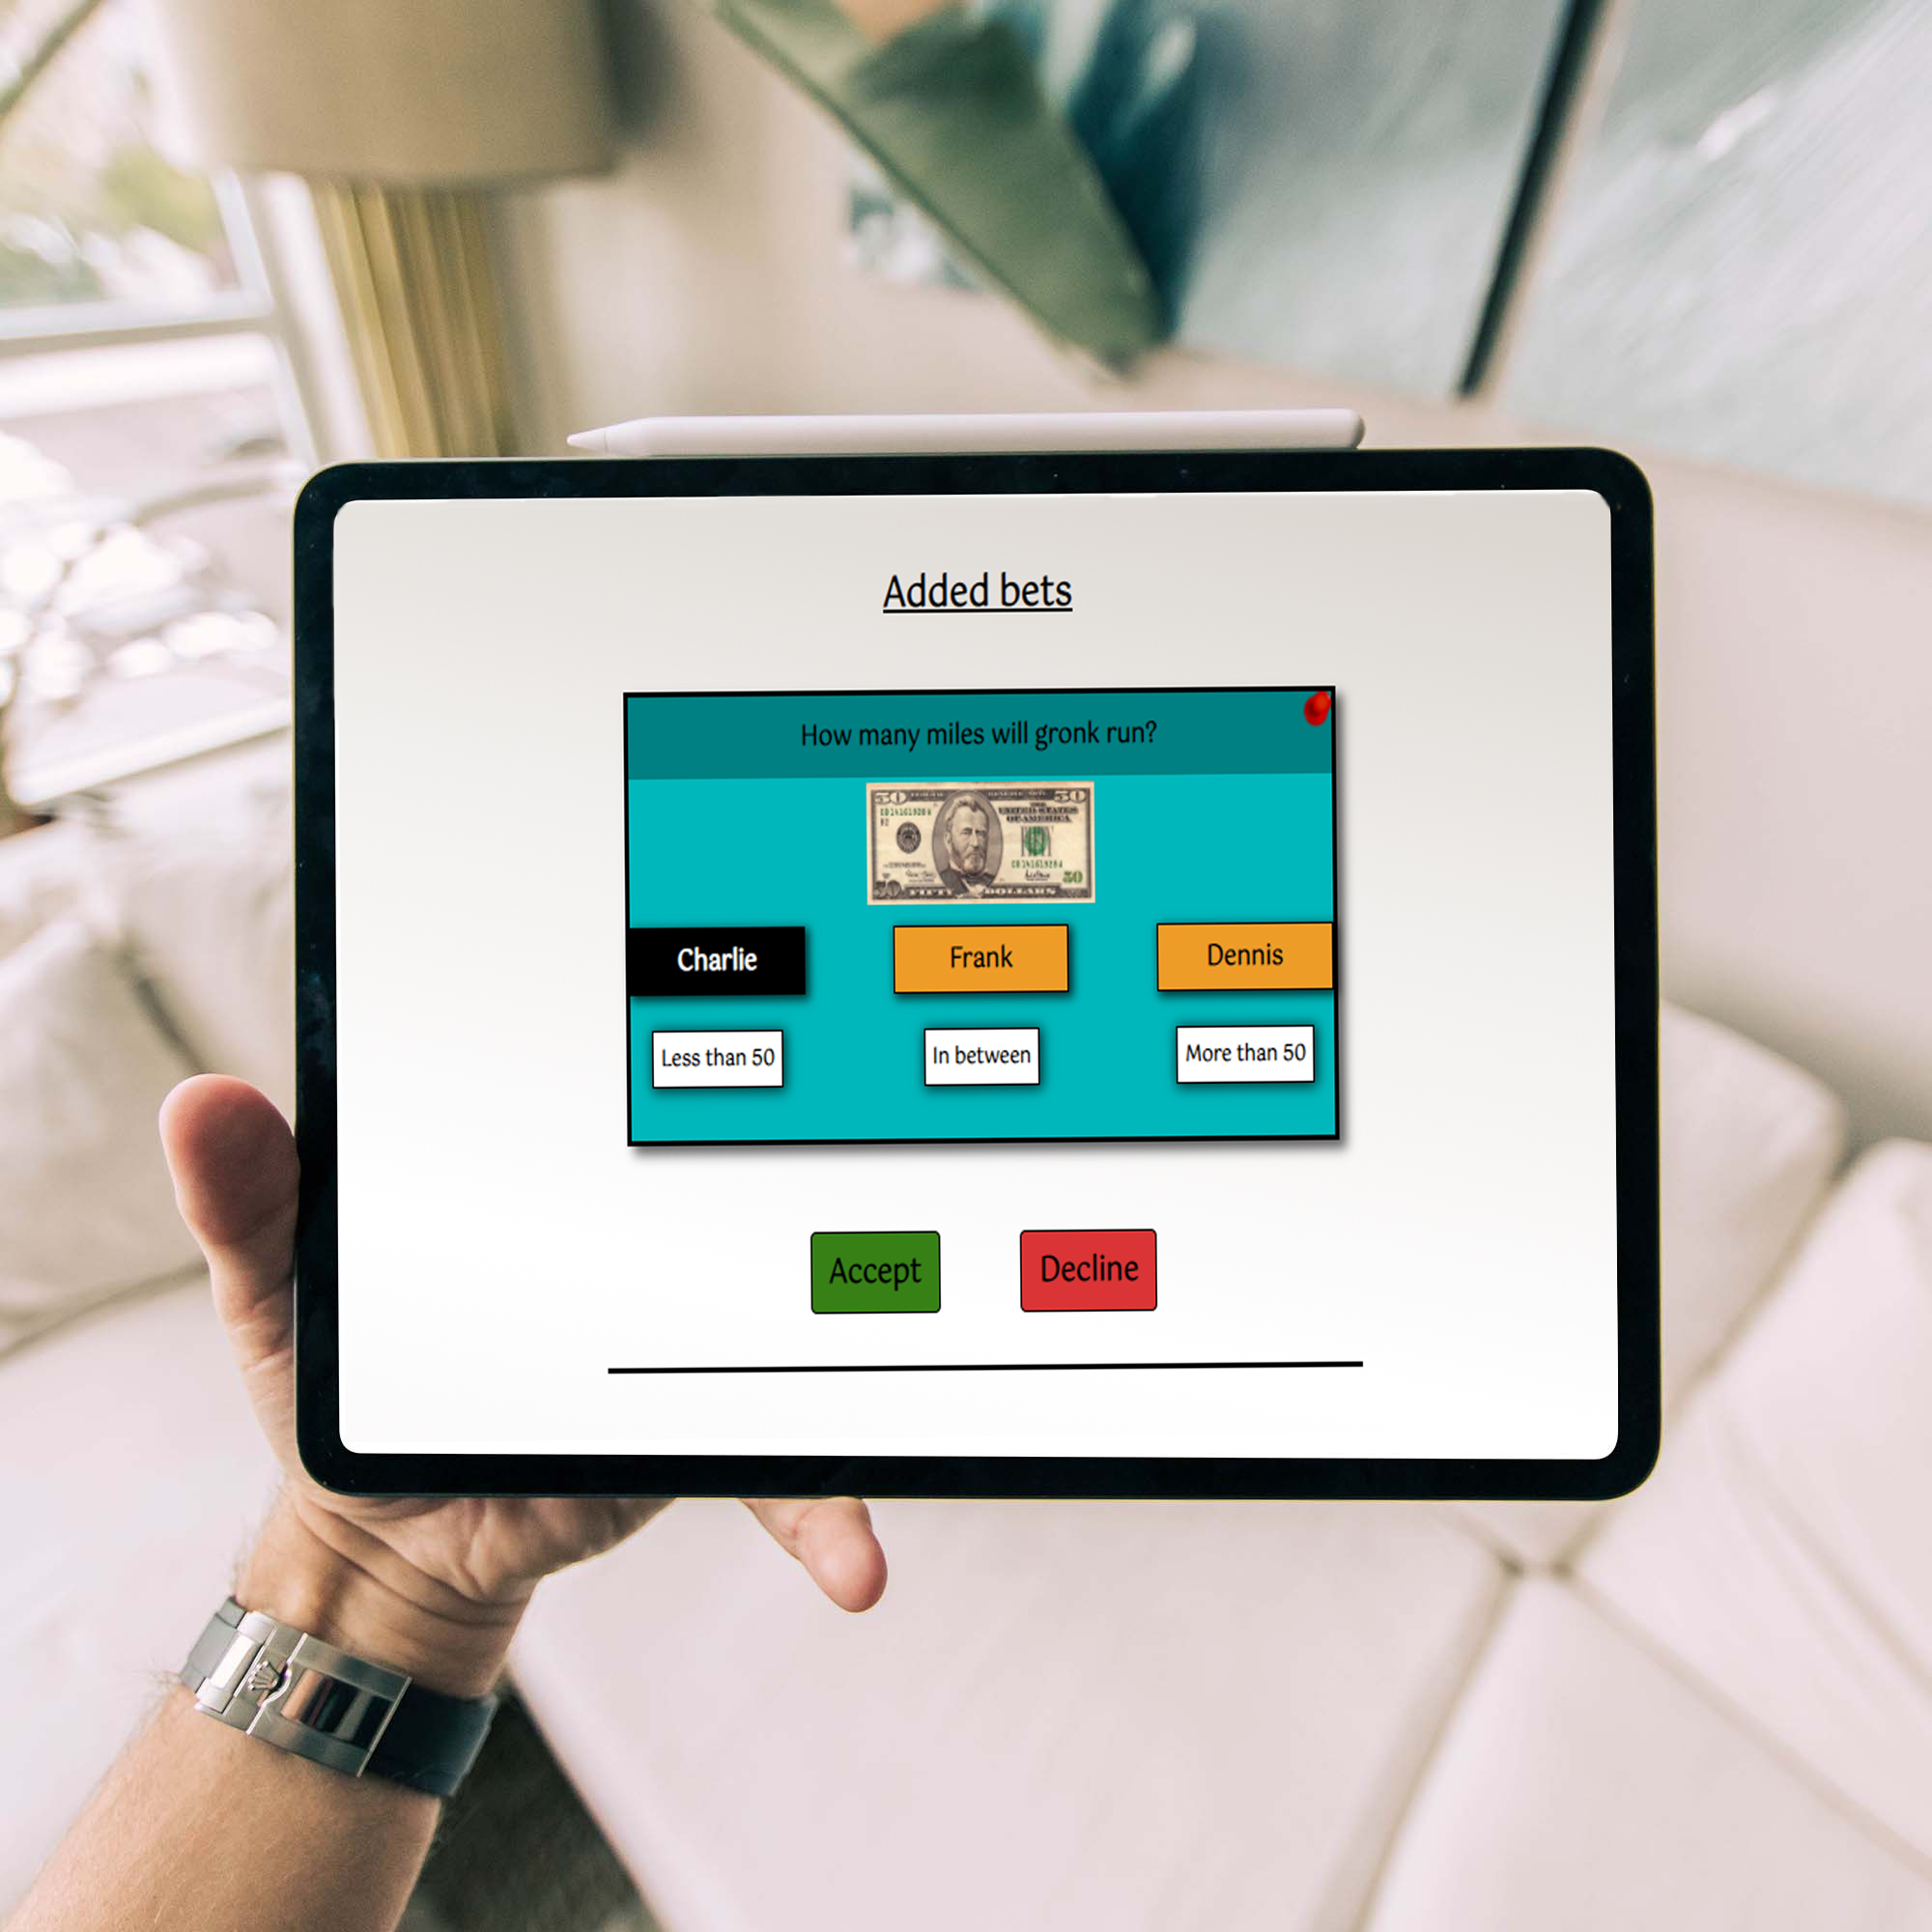 Added bets
How many miles will gronk run?
50 50
UNITED STATES
OF AMERICA
50 FIFTY DOLLARS 50
Charlie Frank Dennis
Less than 50 In between More than 50
Accept Decline